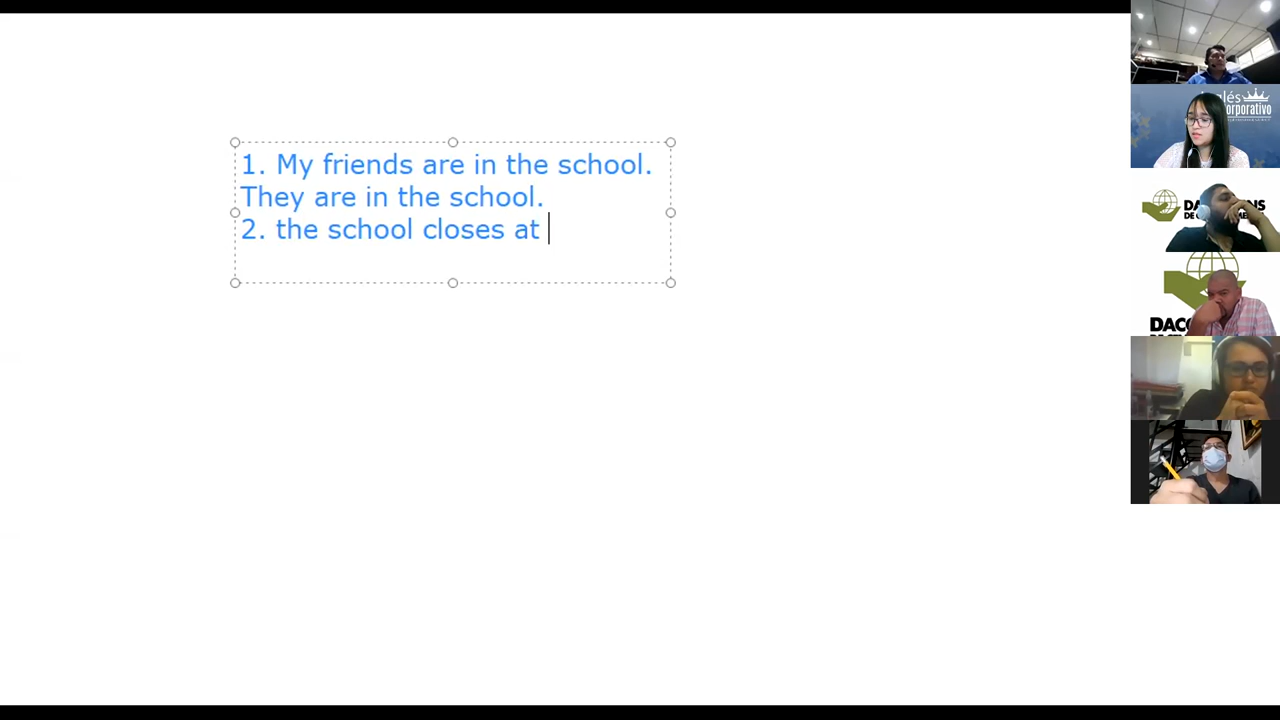 1. My friends are in the school.
They are in the school.
2. the school closes at